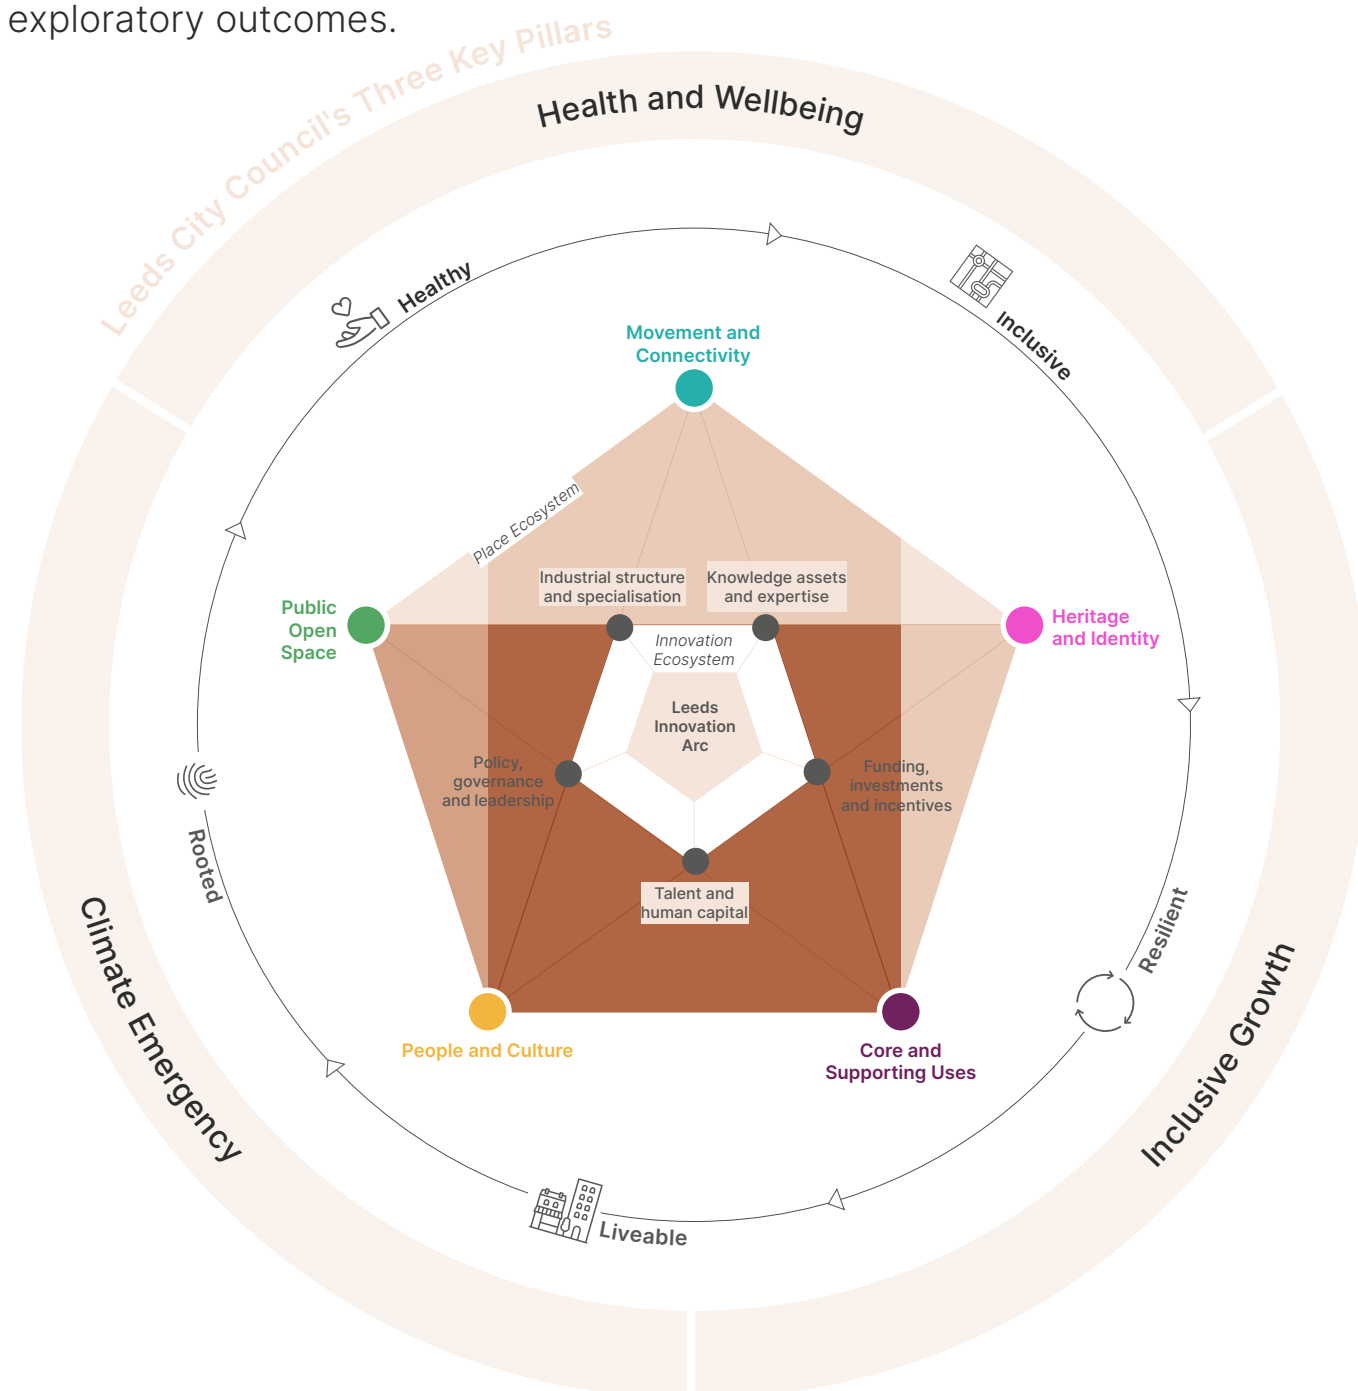 exploratory outcomes.
Leeds City Council's Three Key Pillars
Health and Wellbeing
Healthy
Inclusive
Movement and
Connectivity
Place Ecosystem
Industrial structure
and specialisation
Knowledge assets
and expertise
Public
Open
Space
Heritage
and Identity
Innovation
Ecosystem
Leeds
Innovation
Arc
Policy,
governance
and leadership
Funding,
investments
and incentives
Talent and
human capital
Rooted
Resilient
Climate Emergency
Inclusive Growth
People and Culture
Core and
Supporting Uses
Liveable